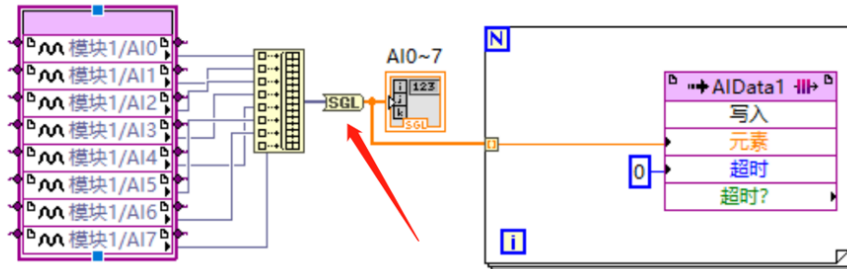 模块1/AI0
模块1/AI1
模块1/AI2
模块1/AI3
模块1/AI4
模块1/AI5
模块1/AI6
模块1/AI7
SGL
AI0~7
i
123
j
k
SGL
N
AIData1
写入
元素
0
超时
超时?
i